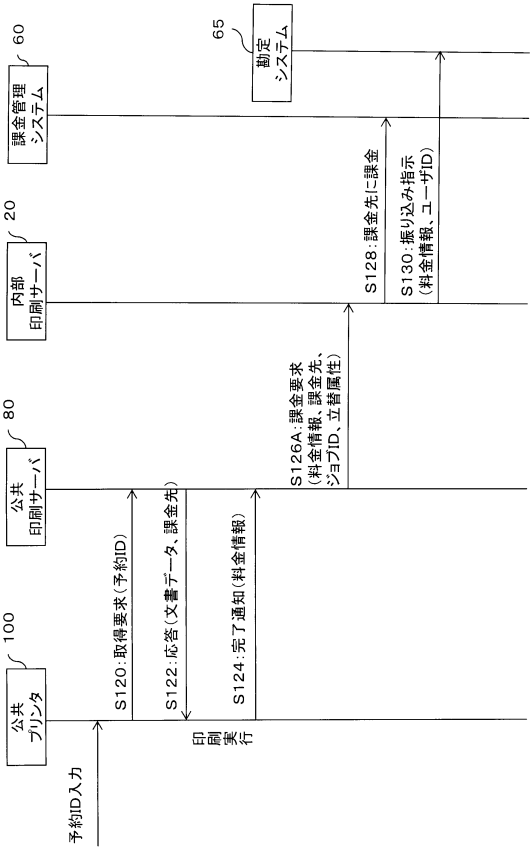 予約ID入力
公共
プリンタ
100
公共
印刷サーバ
80
内部
印刷サーバ
20
課金管理
システム
60
勘定
システム
65
S120:取得要求(予約ID)
S122:応答(文書データ、課金先)
印刷実行
S124:完了通知(料金情報)
S126A:課金要求
(料金情報、課金先、
ジョブID、立替属性)
S128:課金先に課金
S130:振り込み指示
(料金情報、ユーザID)